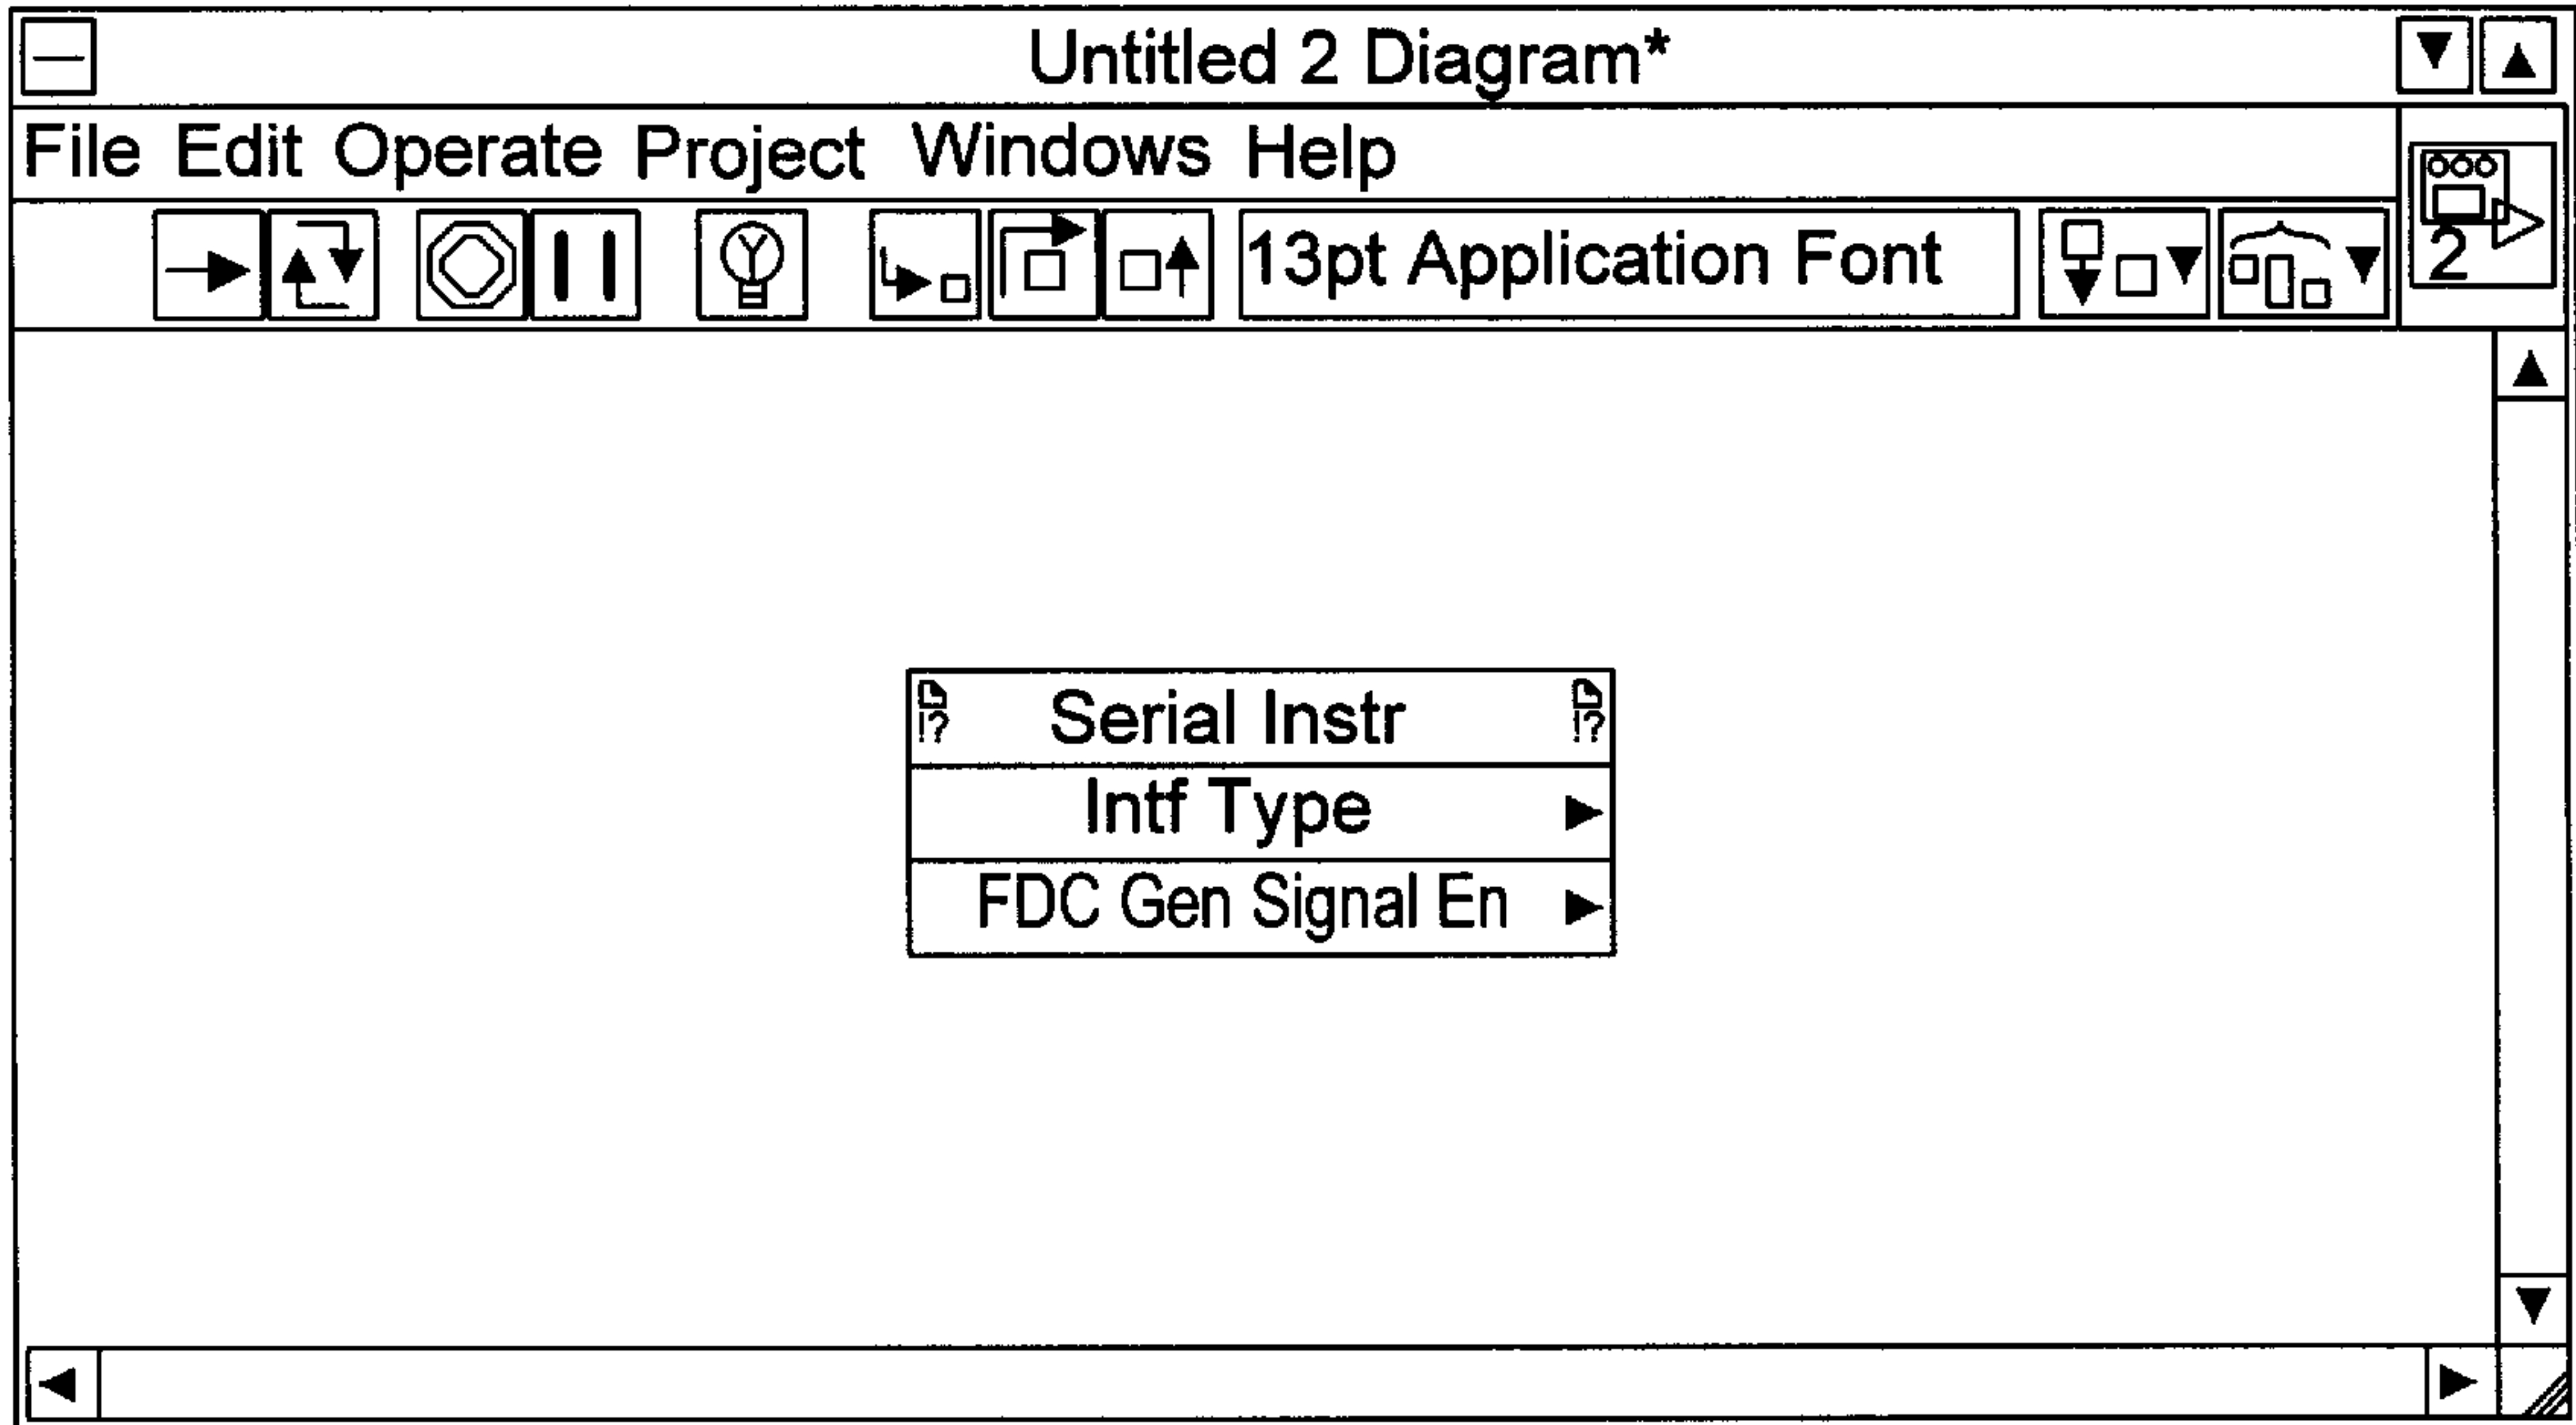 Untitled 2 Diagram*
File Edit Operate Project Windows Help
13pt Application Font
2
!? Serial Instr !?
Intf Type
FDC Gen Signal En